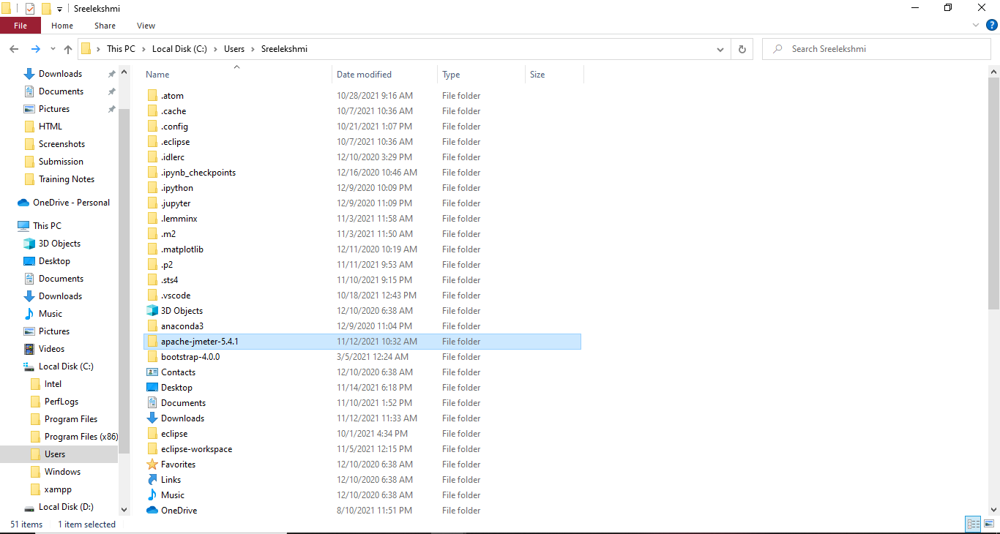 Sreelekshmi
File Home Share View
This PC > Local Disk (C:) > Users > Sreelekshmi
Search Sreelekshmi
Downloads
Documents
Pictures
HTML
Screenshots
Submission
Training Notes
OneDrive - Personal
This PC
3D Objects
Desktop
Documents
Downloads
Music
Pictures
Videos
Local Disk (C:)
Intel
PerfLogs
Program Files
Program Files (x86)
Users
Windows
xampp
Local Disk (D:)
Name Date modified Type Size
.atom 10/28/2021 9:16 AM File folder
.cache 10/7/2021 10:36 AM File folder
.config 10/21/2021 1:07 PM File folder
.eclipse 10/7/2021 10:36 AM File folder
.idlerc 12/10/2020 3:29 PM File folder
.ipynb_checkpoints 12/16/2020 10:46 AM File folder
.ipython 12/9/2020 10:09 PM File folder
.jupyter 12/9/2020 11:09 PM File folder
.lemminx 11/3/2021 11:58 AM File folder
.m2 11/3/2021 11:50 AM File folder
.matplotlib 12/11/2020 10:19 AM File folder
.p2 11/11/2021 9:53 AM File folder
.sts4 11/10/2021 9:15 PM File folder
.vscode 10/18/2021 12:43 PM File folder
3D Objects 12/10/2020 6:38 AM File folder
anaconda3 12/9/2020 11:04 PM File folder
apache-jmeter-5.4.1 11/12/2021 10:32 AM File folder
bootstrap-4.0.0 3/5/2021 12:24 AM File folder
Contacts 12/10/2020 6:38 AM File folder
Desktop 11/14/2021 6:18 PM File folder
Documents 11/10/2021 1:52 PM File folder
Downloads 11/12/2021 11:33 AM File folder
eclipse 10/1/2021 4:34 PM File folder
eclipse-workspace 11/5/2021 12:15 PM File folder
Favorites 12/10/2020 6:38 AM File folder
Links 12/10/2020 6:38 AM File folder
Music 12/10/2020 6:38 AM File folder
OneDrive 8/10/2021 11:51 PM File folder
51 items 1 item selected